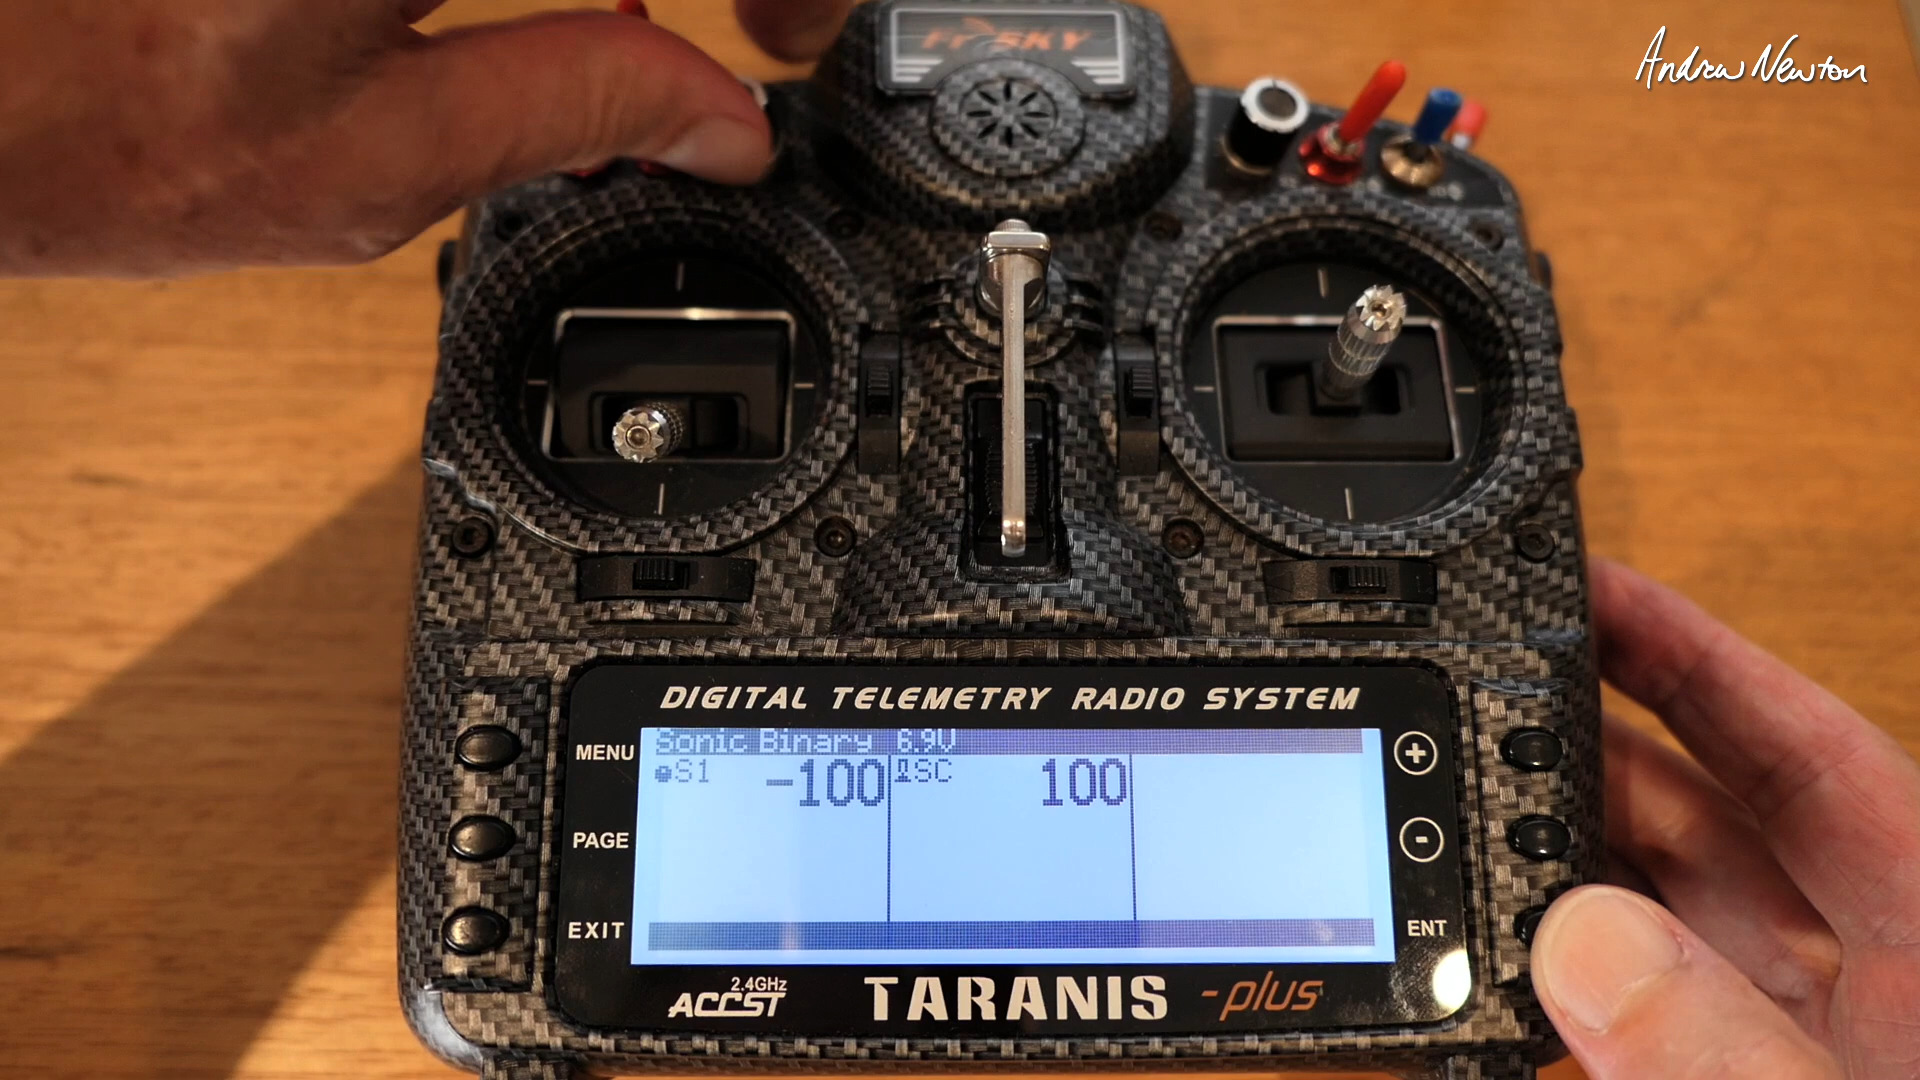 Andrew Newton
FrSKY
DIGITAL TELEMETRY RADIO SYSTEM
MENU
PAGE
EXIT
Sonic Binary 6.9V
S1 -100 SC 100
+
-
ENT
2.4GHz
ACCST
TARANIS -plus